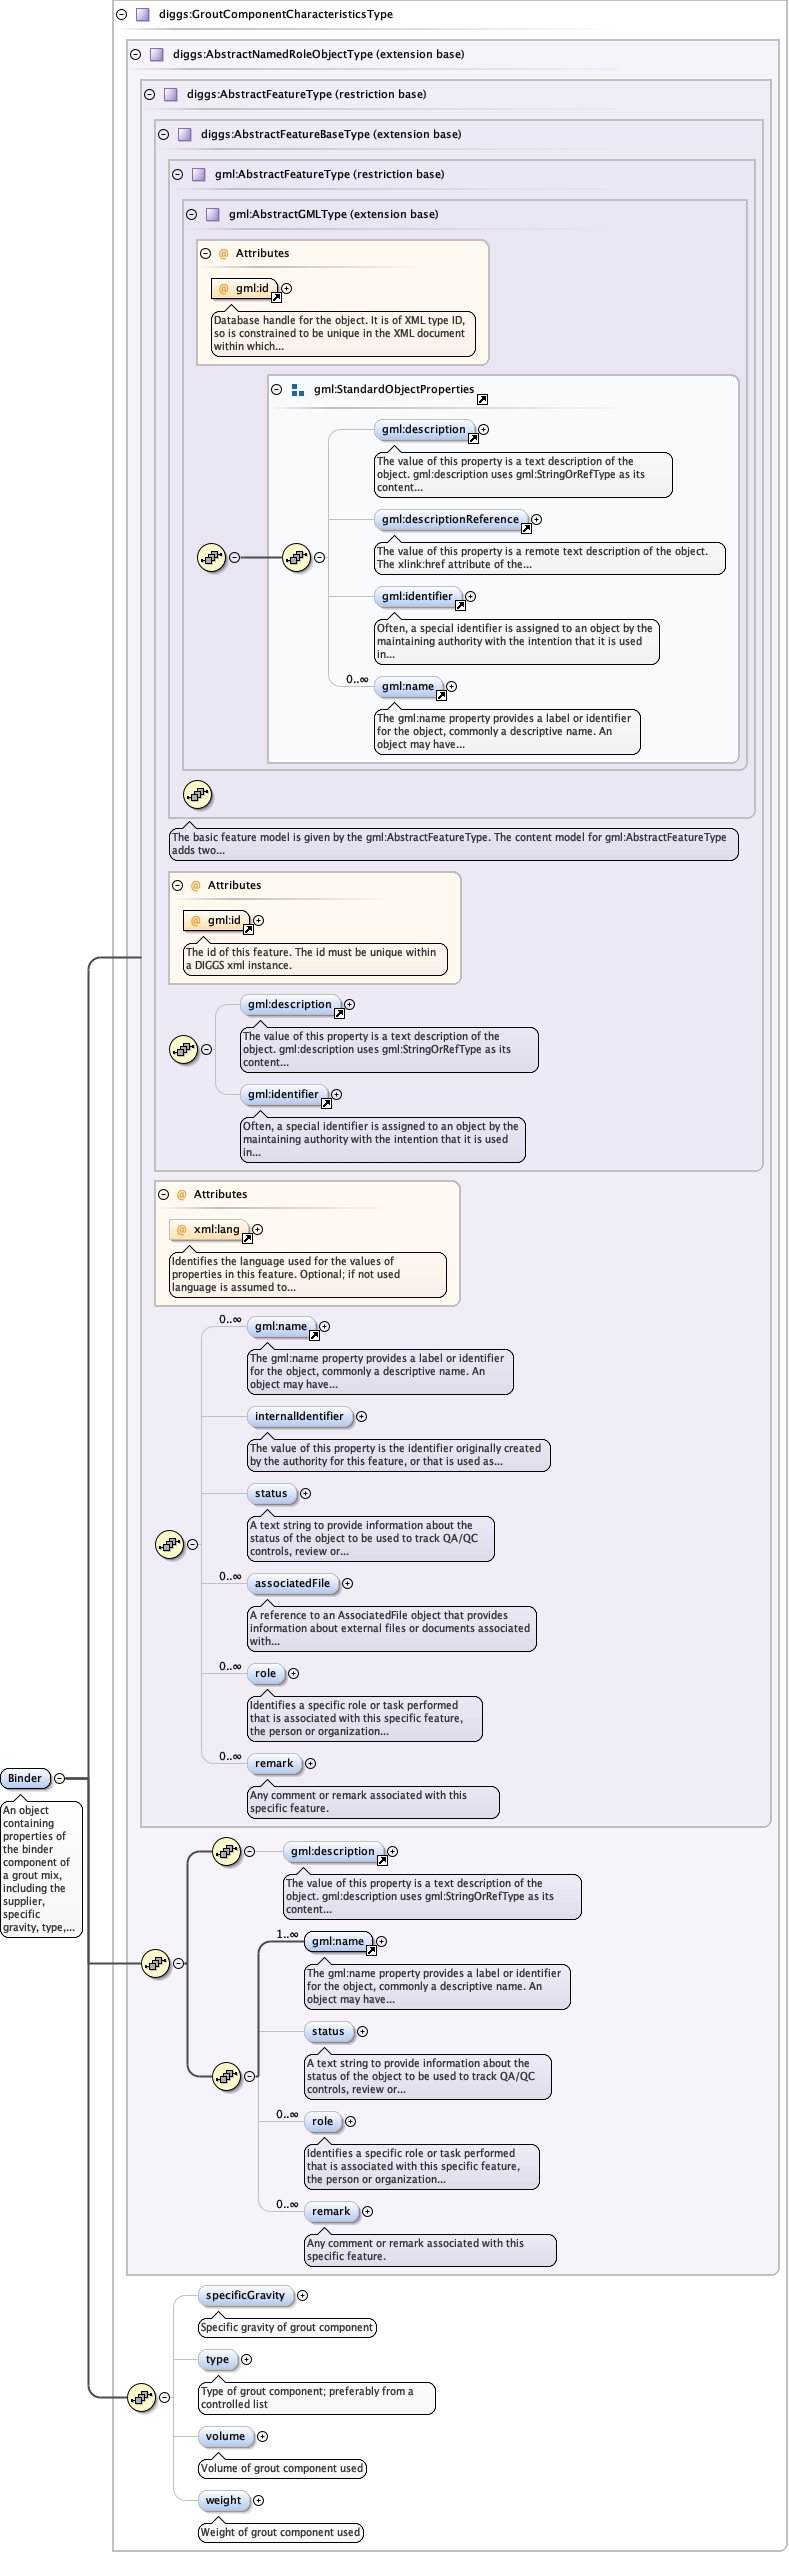 diggs:GroutComponentCharacteristicsType
diggs:AbstractNamedRoleObjectType (extension base)
diggs:AbstractFeatureType (restriction base)
diggs:AbstractFeatureBaseType (extension base)
gml:AbstractFeatureType (restriction base)
gml:AbstractGMLType (extension base)
@ Attributes
@ gml:id
Database handle for the object. It is of XML type ID,
so is constrained to be unique in the XML document
within which...
gml:StandardObjectProperties
gml:description
The value of this property is a text description of the
object. gml:description uses gml:StringOrRefType as its
content...
gml:descriptionReference
The value of this property is a remote text description of the object.
The xlink:href attribute of the...
gml:identifier
Often, a special identifier is assigned to an object by the
maintaining authority with the intention that it is used
in...
0..∞
gml:name
The gml:name property provides a label or identifier
for the object, commonly a descriptive name. An
object may have...
The basic feature model is given by the gml:AbstractFeatureType. The content model for gml:AbstractFeatureType
adds two...
@ Attributes
@ gml:id
The id of this feature. The id must be unique within
a DIGGS xml instance.
gml:description
The value of this property is a text description of the
object. gml:description uses gml:StringOrRefType as its
content...
gml:identifier
Often, a special identifier is assigned to an object by the
maintaining authority with the intention that it is used
in...
@ Attributes
@ xml:lang
Identifies the language used for the values of
properties in this feature. Optional; if not used
language is assumed to...
0..∞
gml:name
The gml:name property provides a label or identifier
for the object, commonly a descriptive name. An
object may have...
internalIdentifier
The value of this property is the identifier originally created
by the authority for this feature, or that is used as...
status
A text string to provide information about the
status of the object to be used to track QA/QC
controls, review or...
0..∞
associatedFile
A reference to an AssociatedFile object that provides
information about external files or documents associated
with...
0..∞
role
Identifies a specific role or task performed
that is associated with this specific feature,
the person or organization...
0..∞
remark
Any comment or remark associated with this
specific feature.
Binder
An object
containing
properties of
the binder
component of
a grout mix,
including the
supplier,
specific
gravity, type,...
gml:description
The value of this property is a text description of the
object. gml:description uses gml:StringOrRefType as its
content...
1..∞
gml:name
The gml:name property provides a label or identifier
for the object, commonly a descriptive name. An
object may have...
status
A text string to provide information about the
status of the object to be used to track QA/QC
controls, review or...
0..∞
role
Identifies a specific role or task performed
that is associated with this specific feature,
the person or organization...
0..∞
remark
Any comment or remark associated with this
specific feature.
specificGravity
Specific gravity of grout component
type
Type of grout component; preferably from a
controlled list
volume
Volume of grout component used
weight
Weight of grout component used